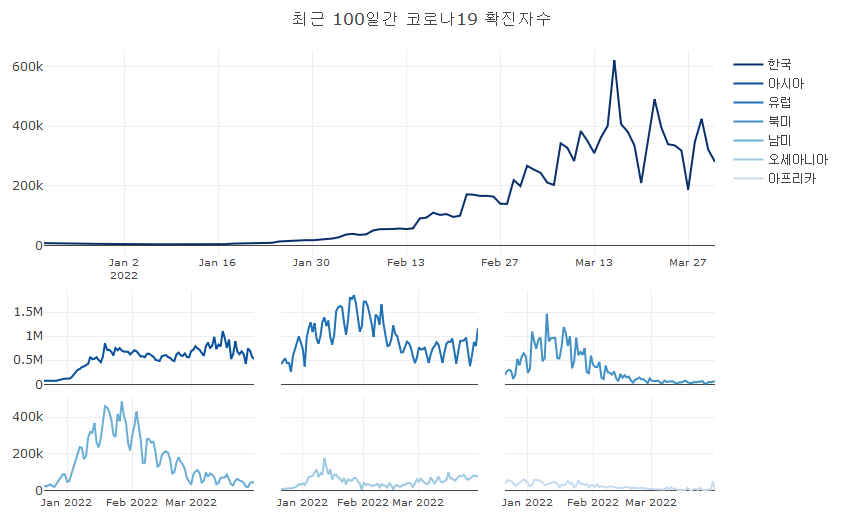 최근 100일간 코로나19 확진자수
600k
400k
200k
0
Jan 2
2022
Jan 16
Jan 30
Feb 13
Feb 27
Mar 13
Mar 27
한국
아시아
유럽
북미
남미
오세아니아
아프리카
1.5M
1M
0.5M
0
400k
200k
0
Jan 2022
Feb 2022
Mar 2022
Jan 2022
Feb 2022
Mar 2022
Jan 2022
Feb 2022
Mar 2022